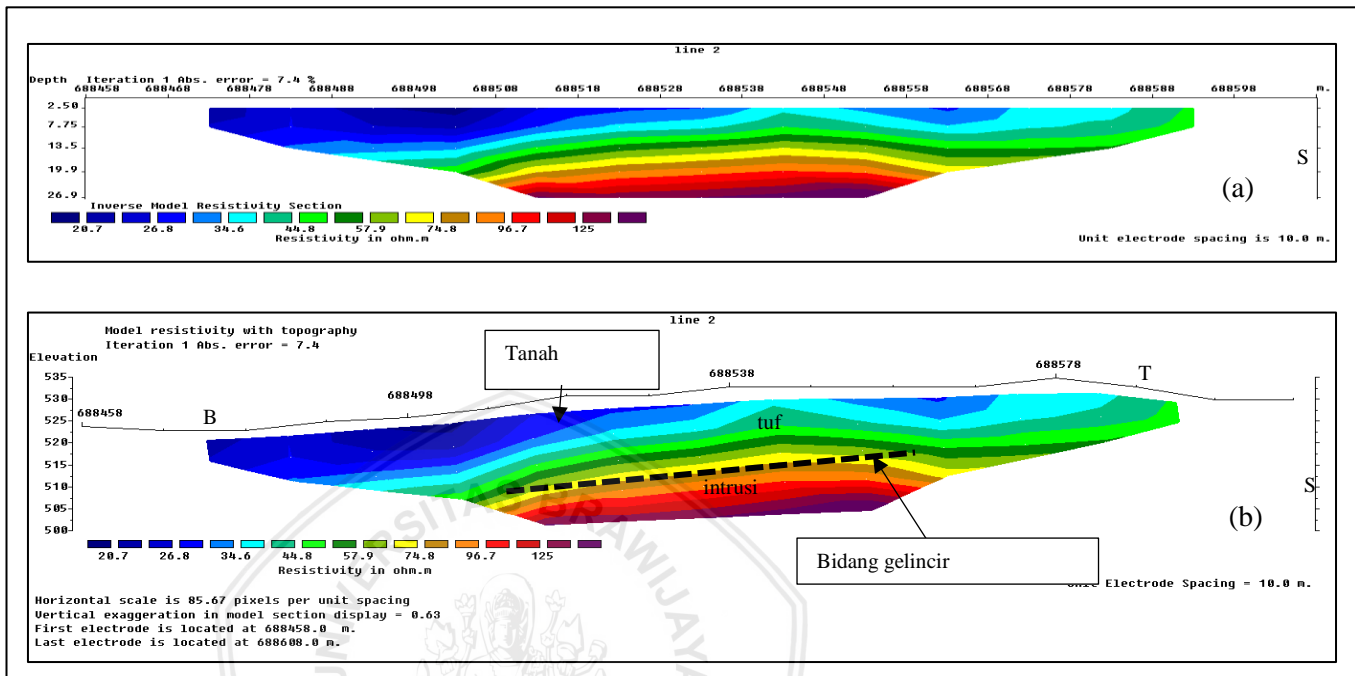 line 2
Depth Iteration 1 Abs. error = 7.4 %
688458 688468 688478 688488 688498 688508 688518 688528 688538 688548 688558 688568 688578 688588 688598 m.
2.50
7.75
13.5
19.9
26.9
S
(a)
Inverse Model Resistivity Section
20.7 26.8 34.6 44.8 57.9 74.8 96.7 125
Resistivity in ohm.m
Unit electrode spacing is 10.0 m.
line 2
Model resistivity with topography
Iteration 1 Abs. error = 7.4
Elevation
Tanah
535
530
525
520
515
510
505
500
688458
B
688498
688538
688578
T
tuf
intrusi
S
(b)
Bidang gelincir
20.7 26.8 34.6 44.8 57.9 74.8 96.7 125
Resistivity in ohm.m
Unit Electrode Spacing = 10.0 m.
Horizontal scale is 85.67 pixels per unit spacing
Vertical exaggeration in model section display = 0.63
First electrode is located at 688458.0 m.
Last electrode is located at 688608.0 m.
UNIVERSITAS BRAWIJAYA